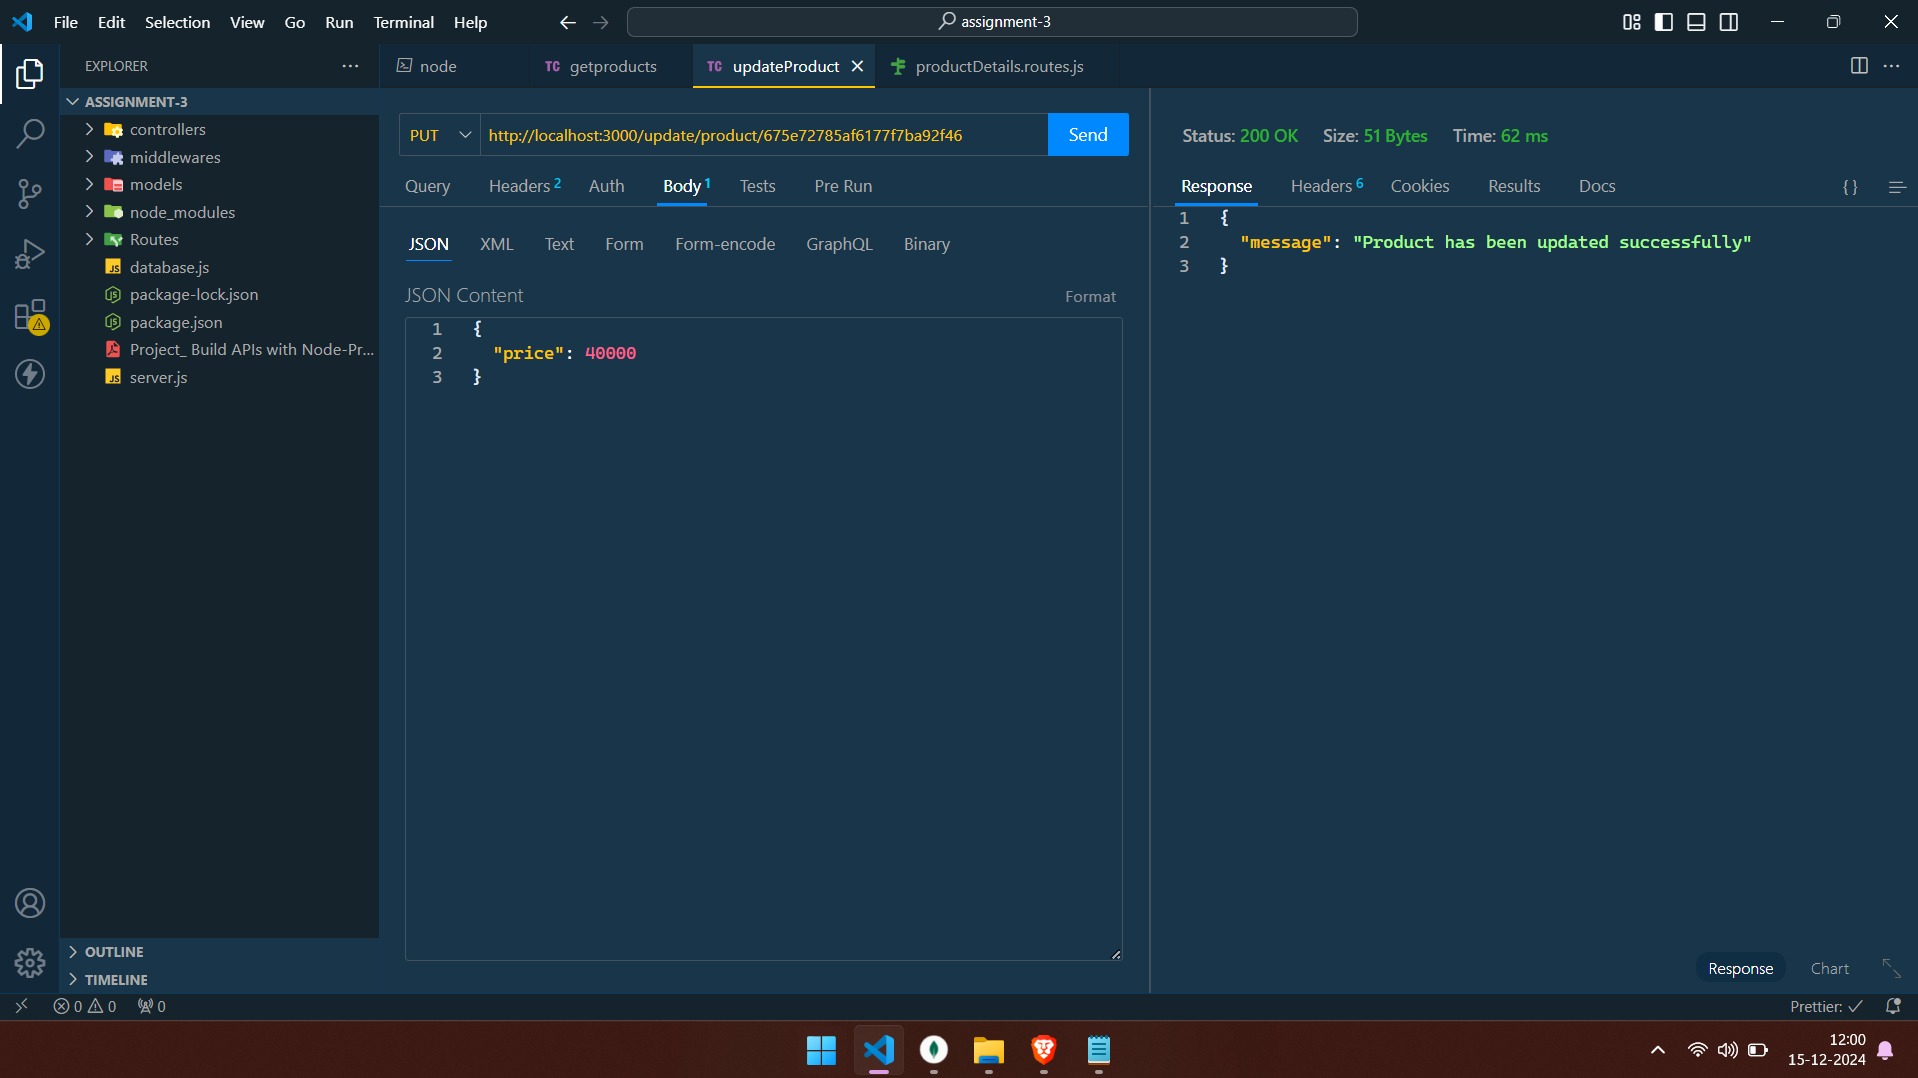 File Edit Selection View Go Run Terminal Help
assignment-3
EXPLORER
ASSIGNMENT-3
controllers
middlewares
models
node_modules
Routes
JS database.js
package-lock.json
package.json
Project_ Build APIs with Node-Pr...
JS server.js
OUTLINE
TIMELINE
node
TC getproducts
TC updateProduct
productDetails.routes.js
PUT http://localhost:3000/update/product/675e72785af6177f7ba92f46 Send
Query Headers 2 Auth Body 1 Tests Pre Run
JSON XML Text Form Form-encode GraphQL Binary
JSON Content Format
1 {
2 "price": 40000
3 }
Status: 200 OK Size: 51 Bytes Time: 62 ms
Response Headers 6 Cookies Results Docs { }
1 {
2 "message": "Product has been updated successfully"
3 }
Response Chart
0 0 0
Prettier:
12:00
15-12-2024